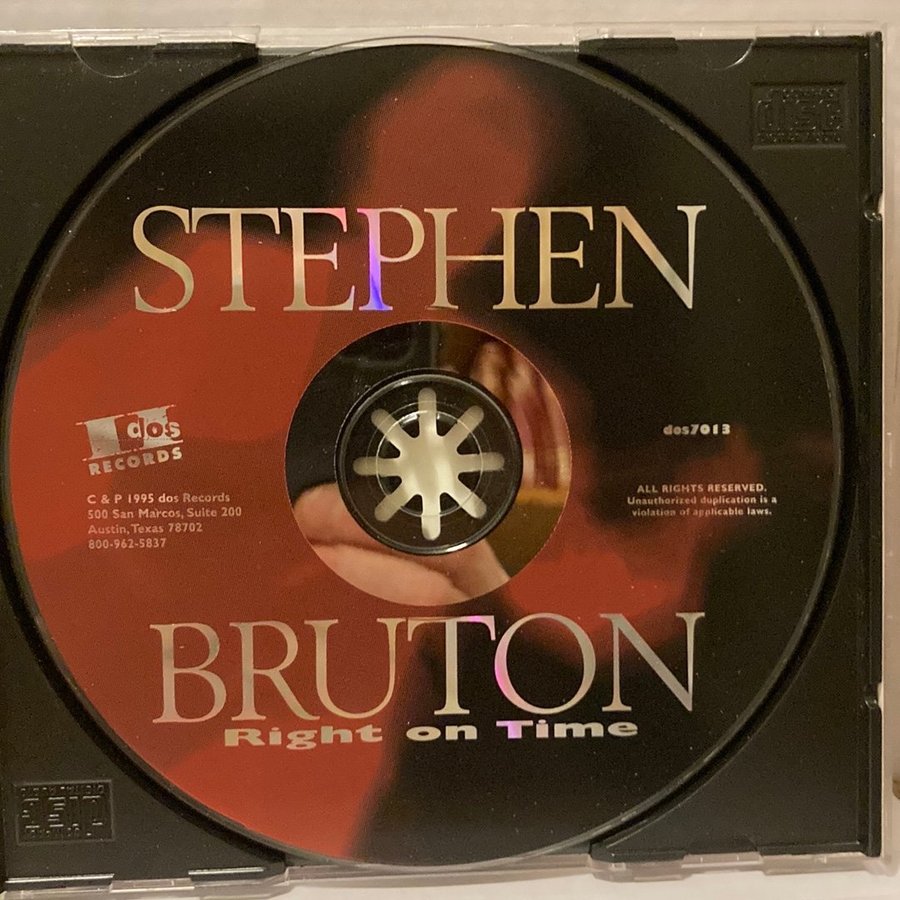 STEPHEN
dos
RECORDS
C & P 1995 dos Records
500 San Marcos, Suite 200
Austin, Texas 78702
800-962-5837
dos7013
ALL RIGHTS RESERVED.
Unauthorized duplication is a
violation of applicable laws.
BRUTON
Right on Time